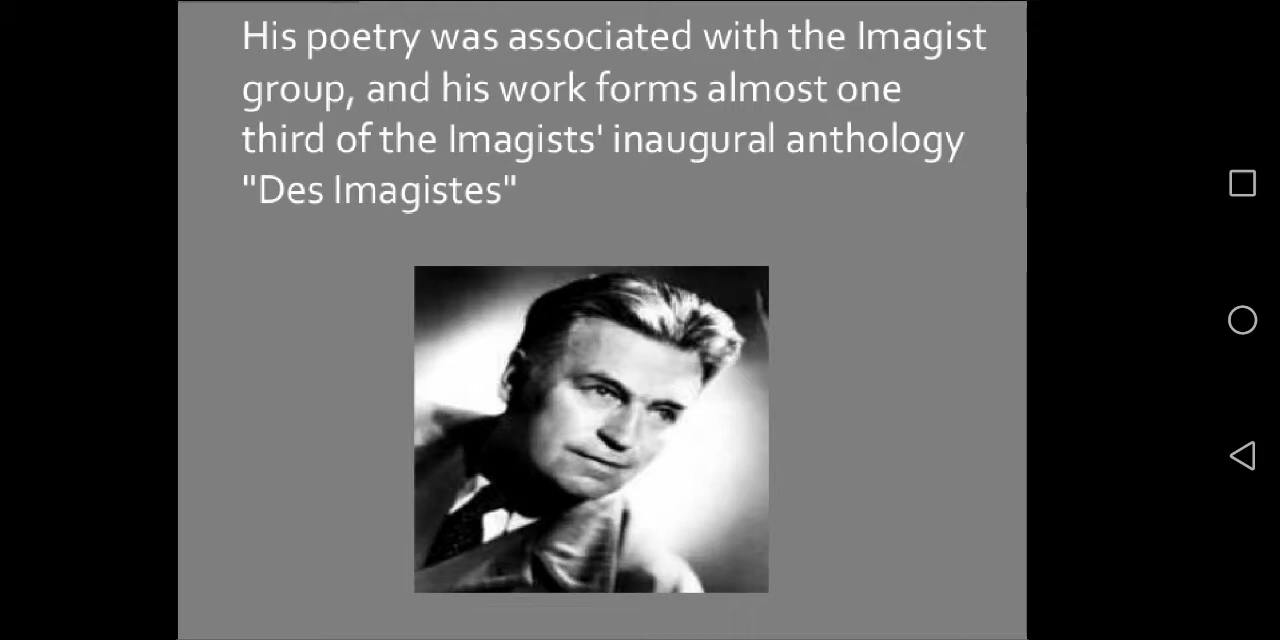 His poetry was associated with the Imagist
group, and his work forms almost one
third of the Imagists' inaugural anthology
"Des Imagistes"